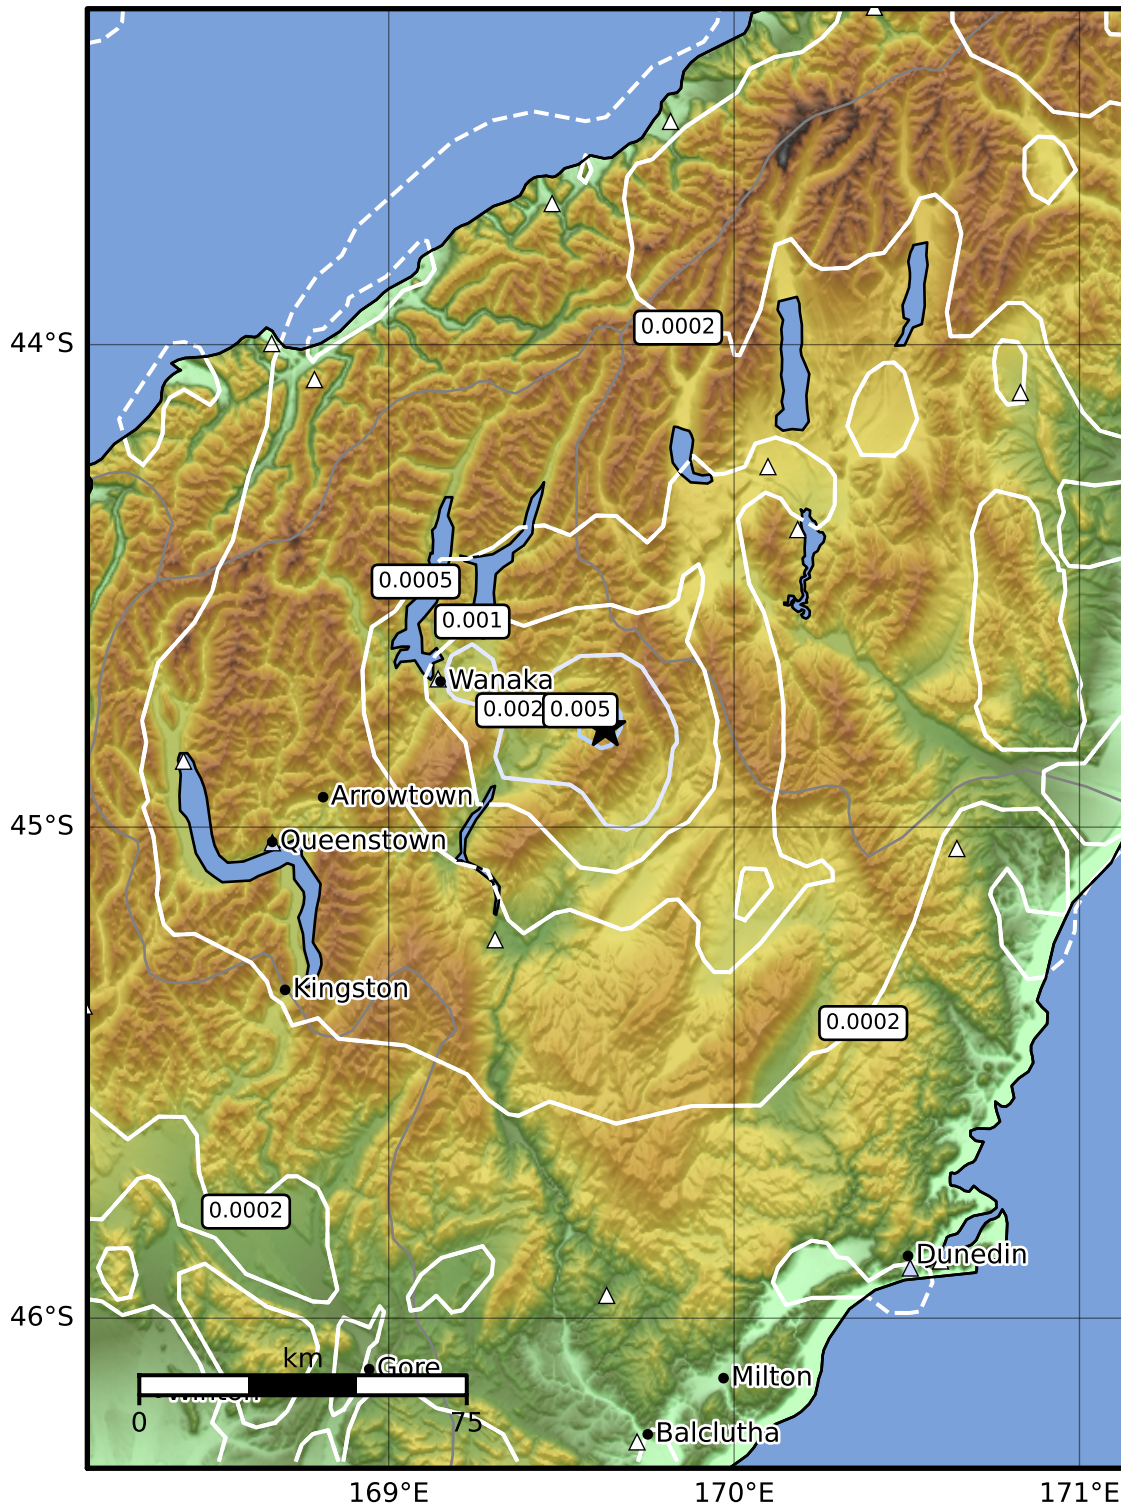 0.0002
44°S
0.0005
0.001
Wanaka
0.002
0.005
Arrowtown
45°S
Queenstown
Kingston
0.0002
0.0002
Dunedin
46°S
km
Gore
Milton
Winton
0
75
Balclutha
169°E
170°E
171°E